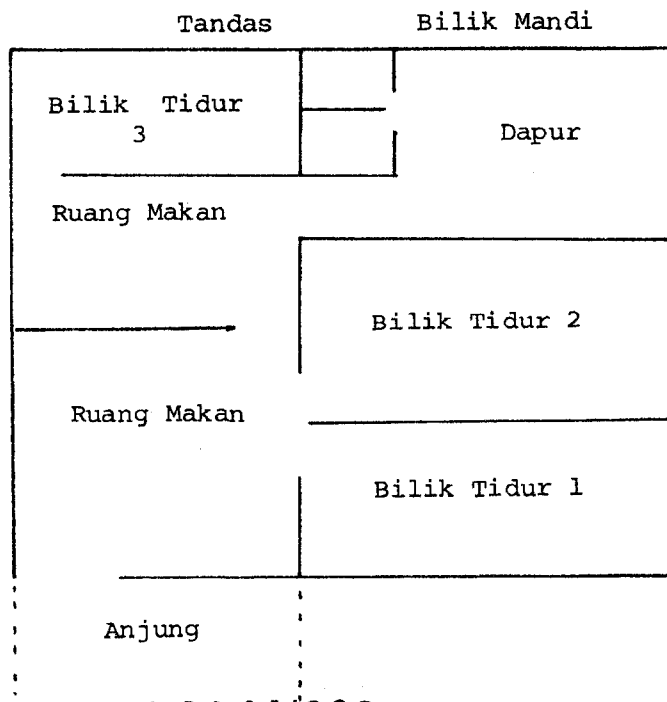 Tandas Bilik Mandi
Bilik Tidur
3
Dapur
Ruang Makan
Bilik Tidur 2
Ruang Makan
Bilik Tidur 1
Anjung